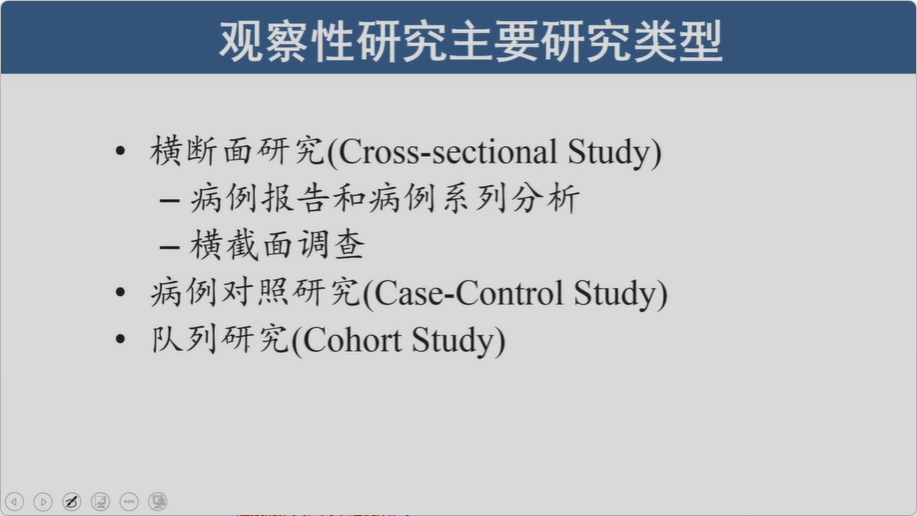 观察性研究主要研究类型
• 横断面研究(Cross-sectional Study)
– 病例报告和病例系列分析
– 横截面调查
• 病例对照研究(Case-Control Study)
• 队列研究(Cohort Study)